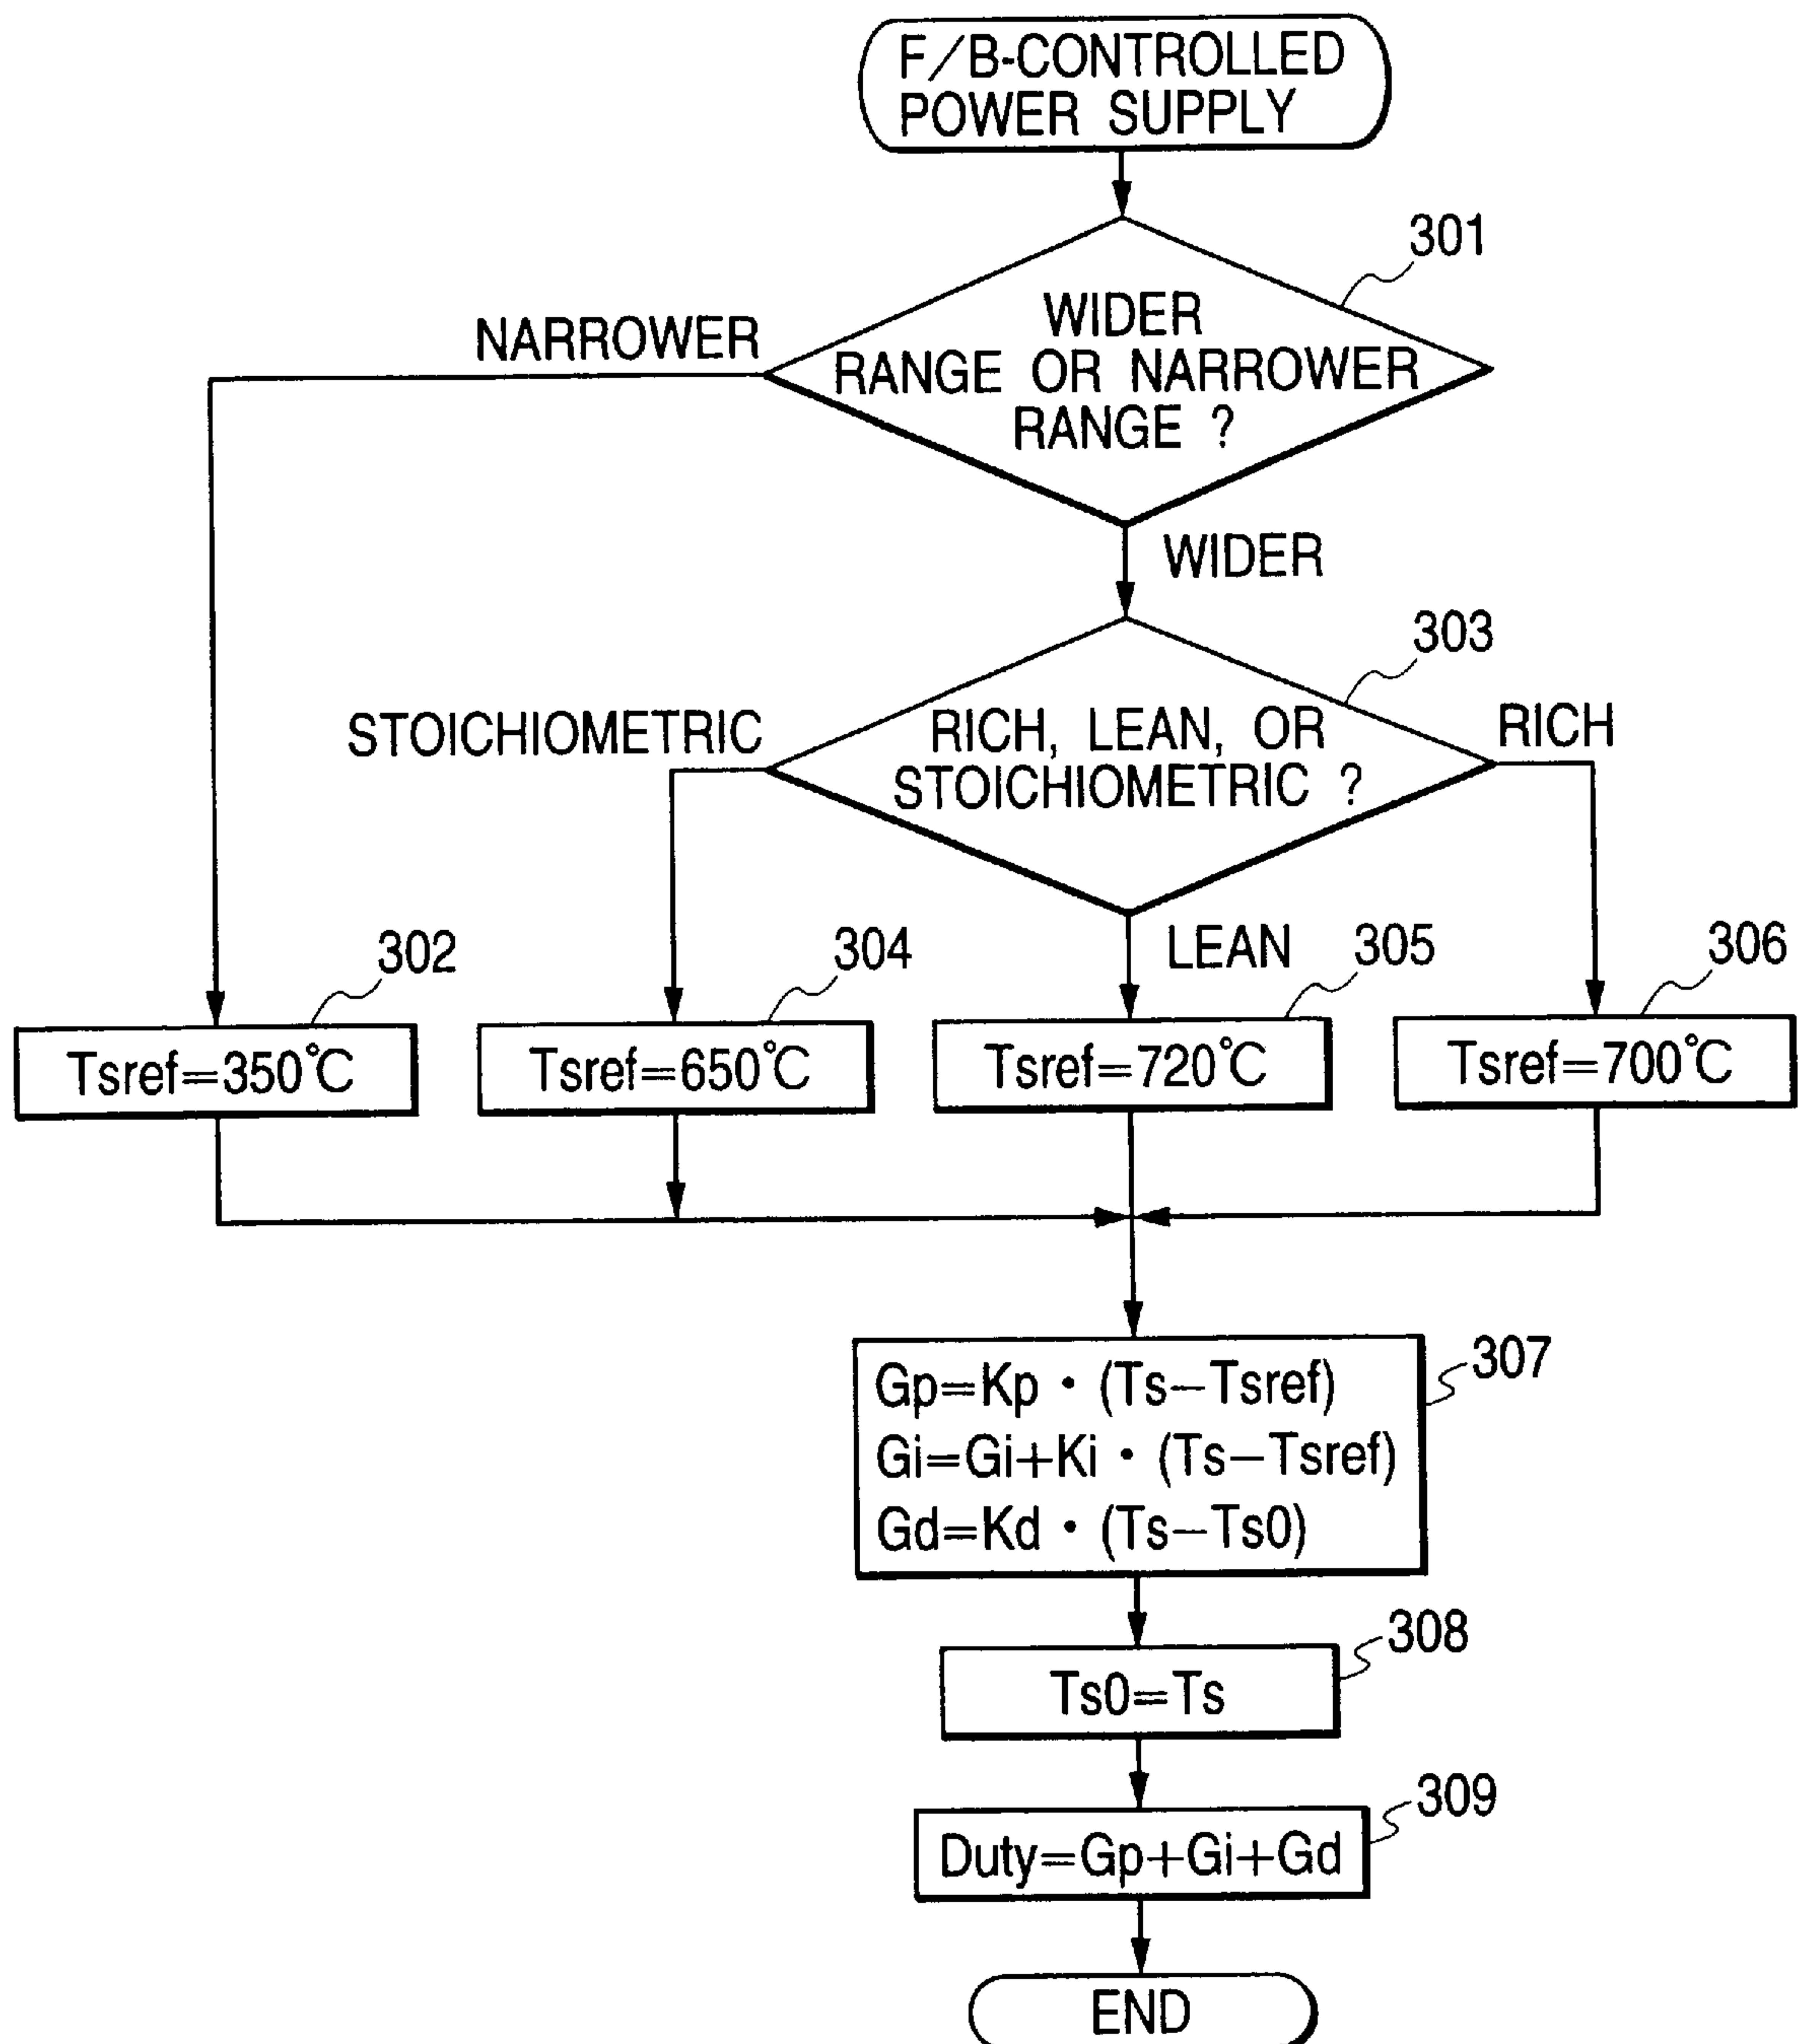 F/B-CONTROLLED
POWER SUPPLY
301
WIDER
RANGE OR NARROWER
RANGE ?
NARROWER
WIDER
303
RICH, LEAN, OR
STOICHIOMETRIC ?
STOICHIOMETRIC
RICH
LEAN
302
304
305
306
Tsref=350°C
Tsref=650°C
Tsref=720°C
Tsref=700°C
307
Gp=Kp · (Ts−Tsref)
Gi=Gi+Ki · (Ts−Tsref)
Gd=Kd · (Ts−Ts0)
308
Ts0=Ts
309
Duty=Gp+Gi+Gd
END